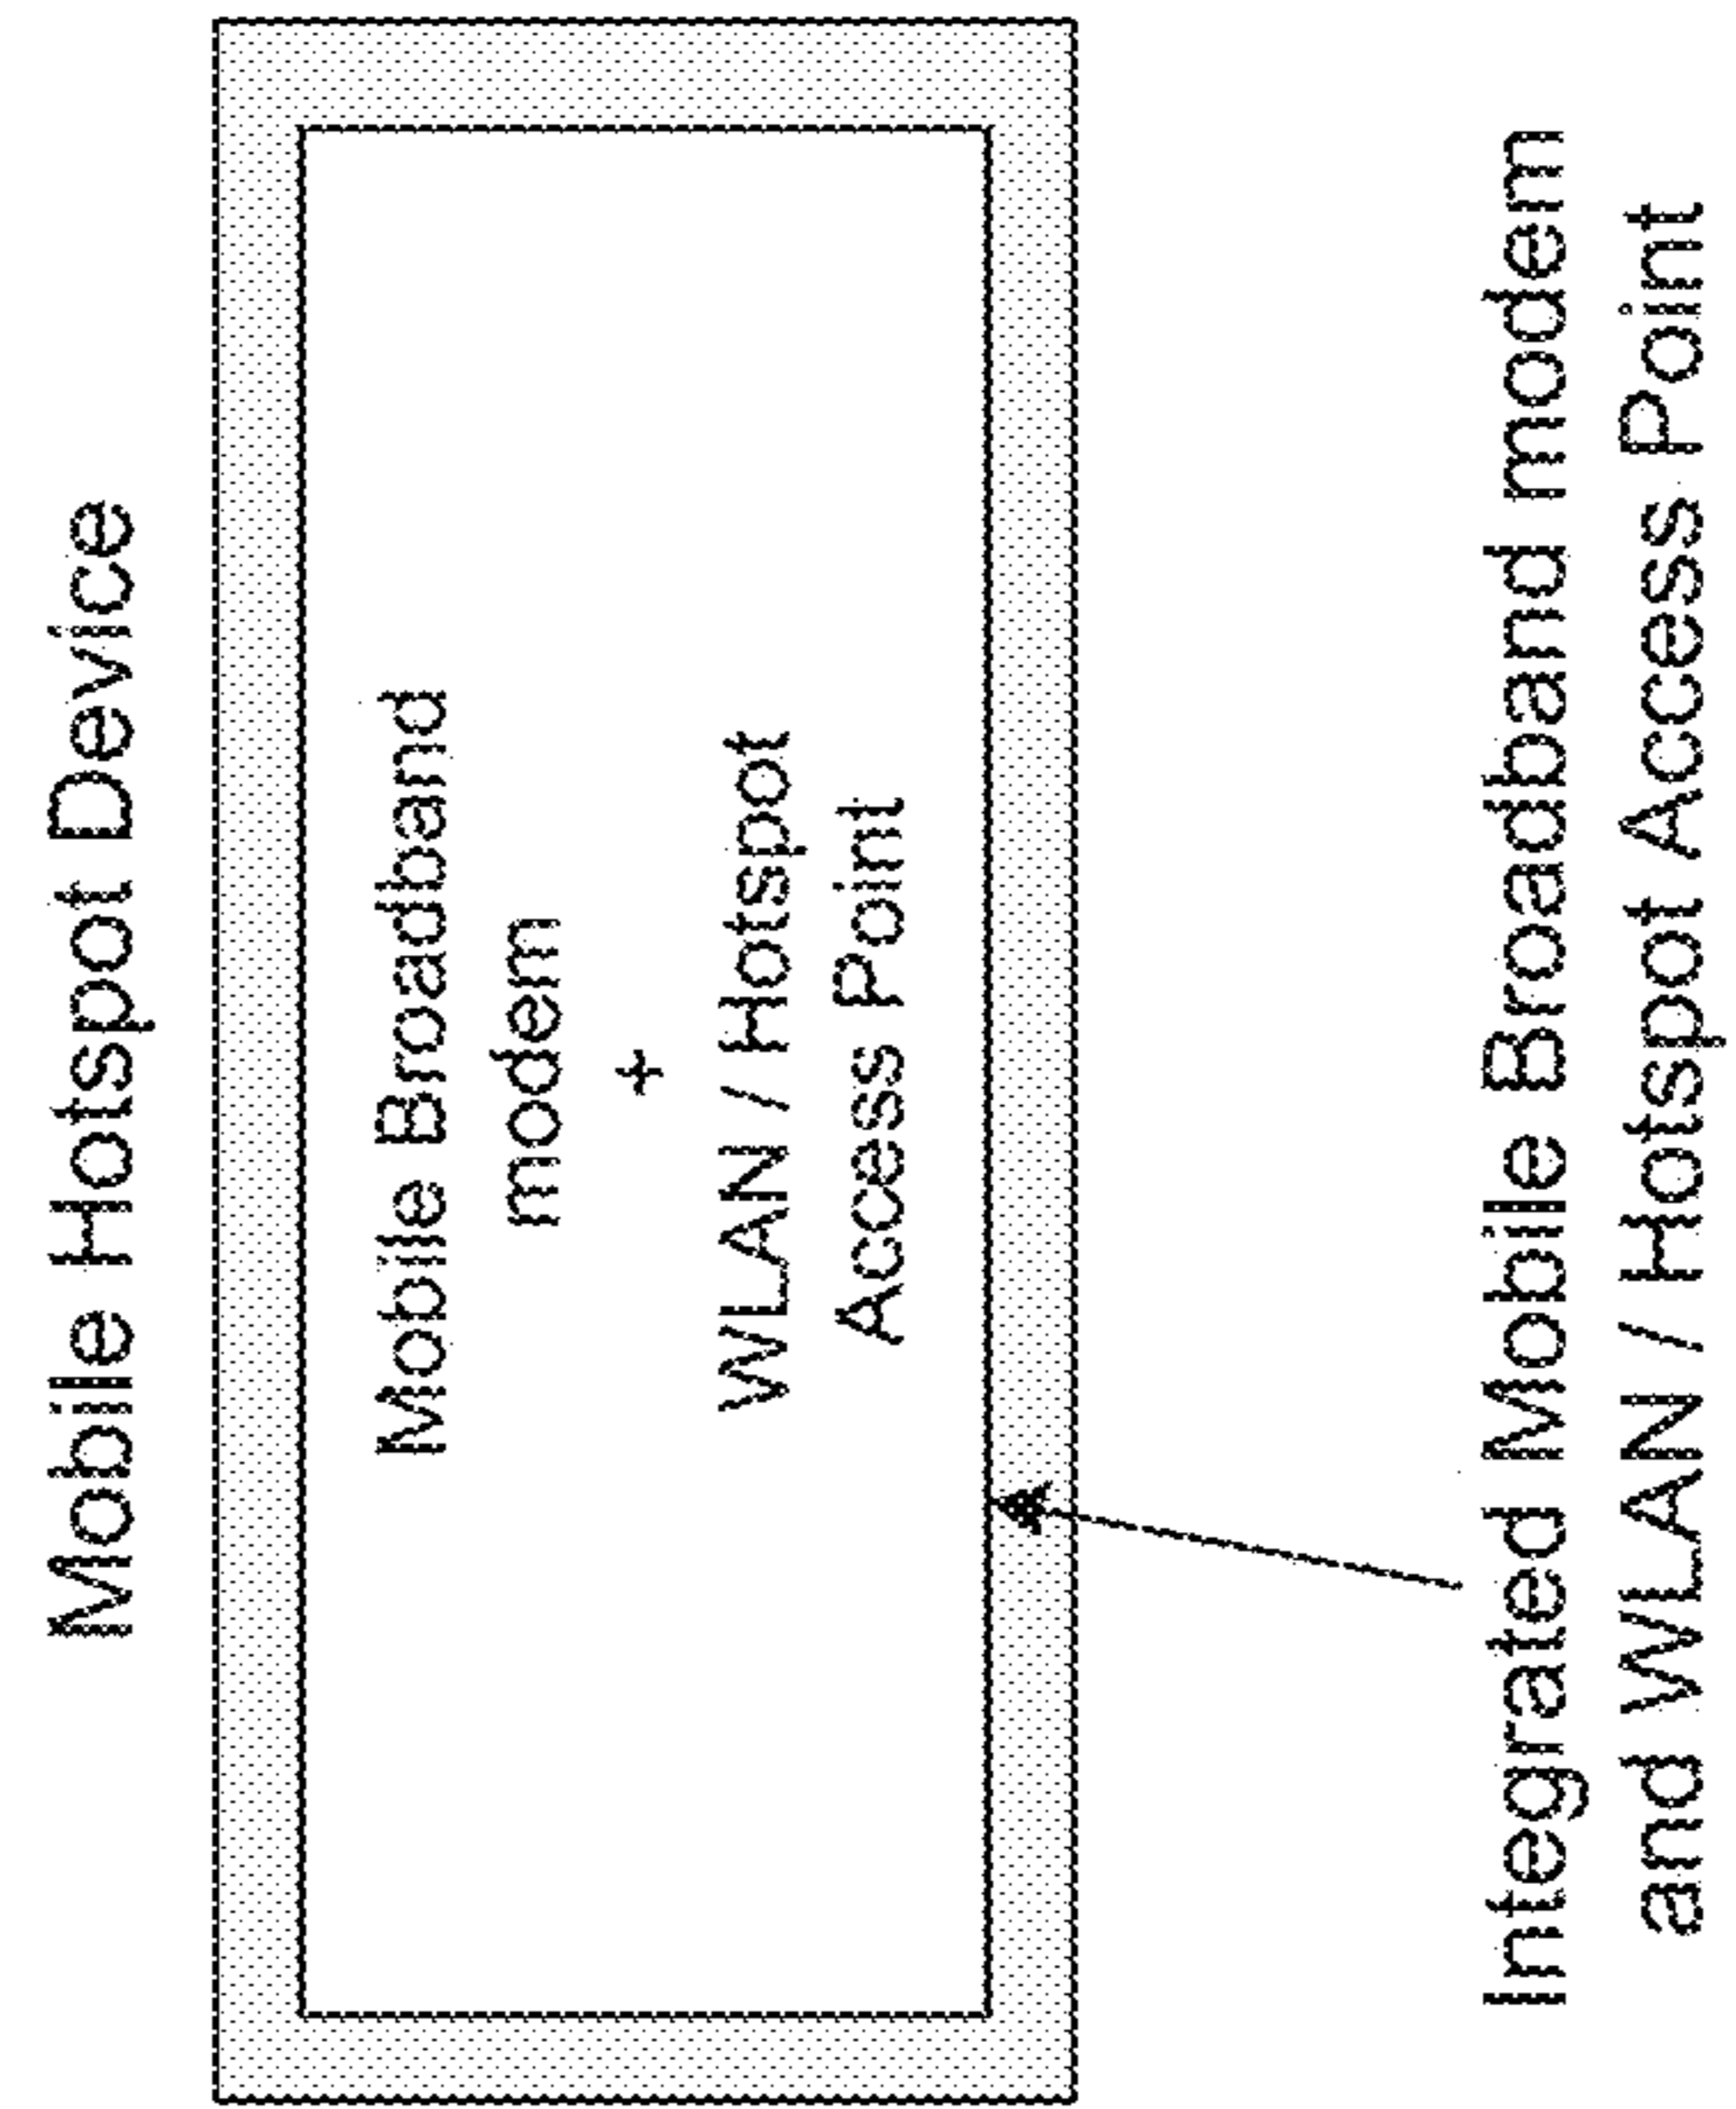 Mobile Hotspot Device
Mobile Broadband
modem
+
WLAN / Hotspot
Access Point
Integrated Mobile Broadband modem
and WLAN / Hotspot Access Point